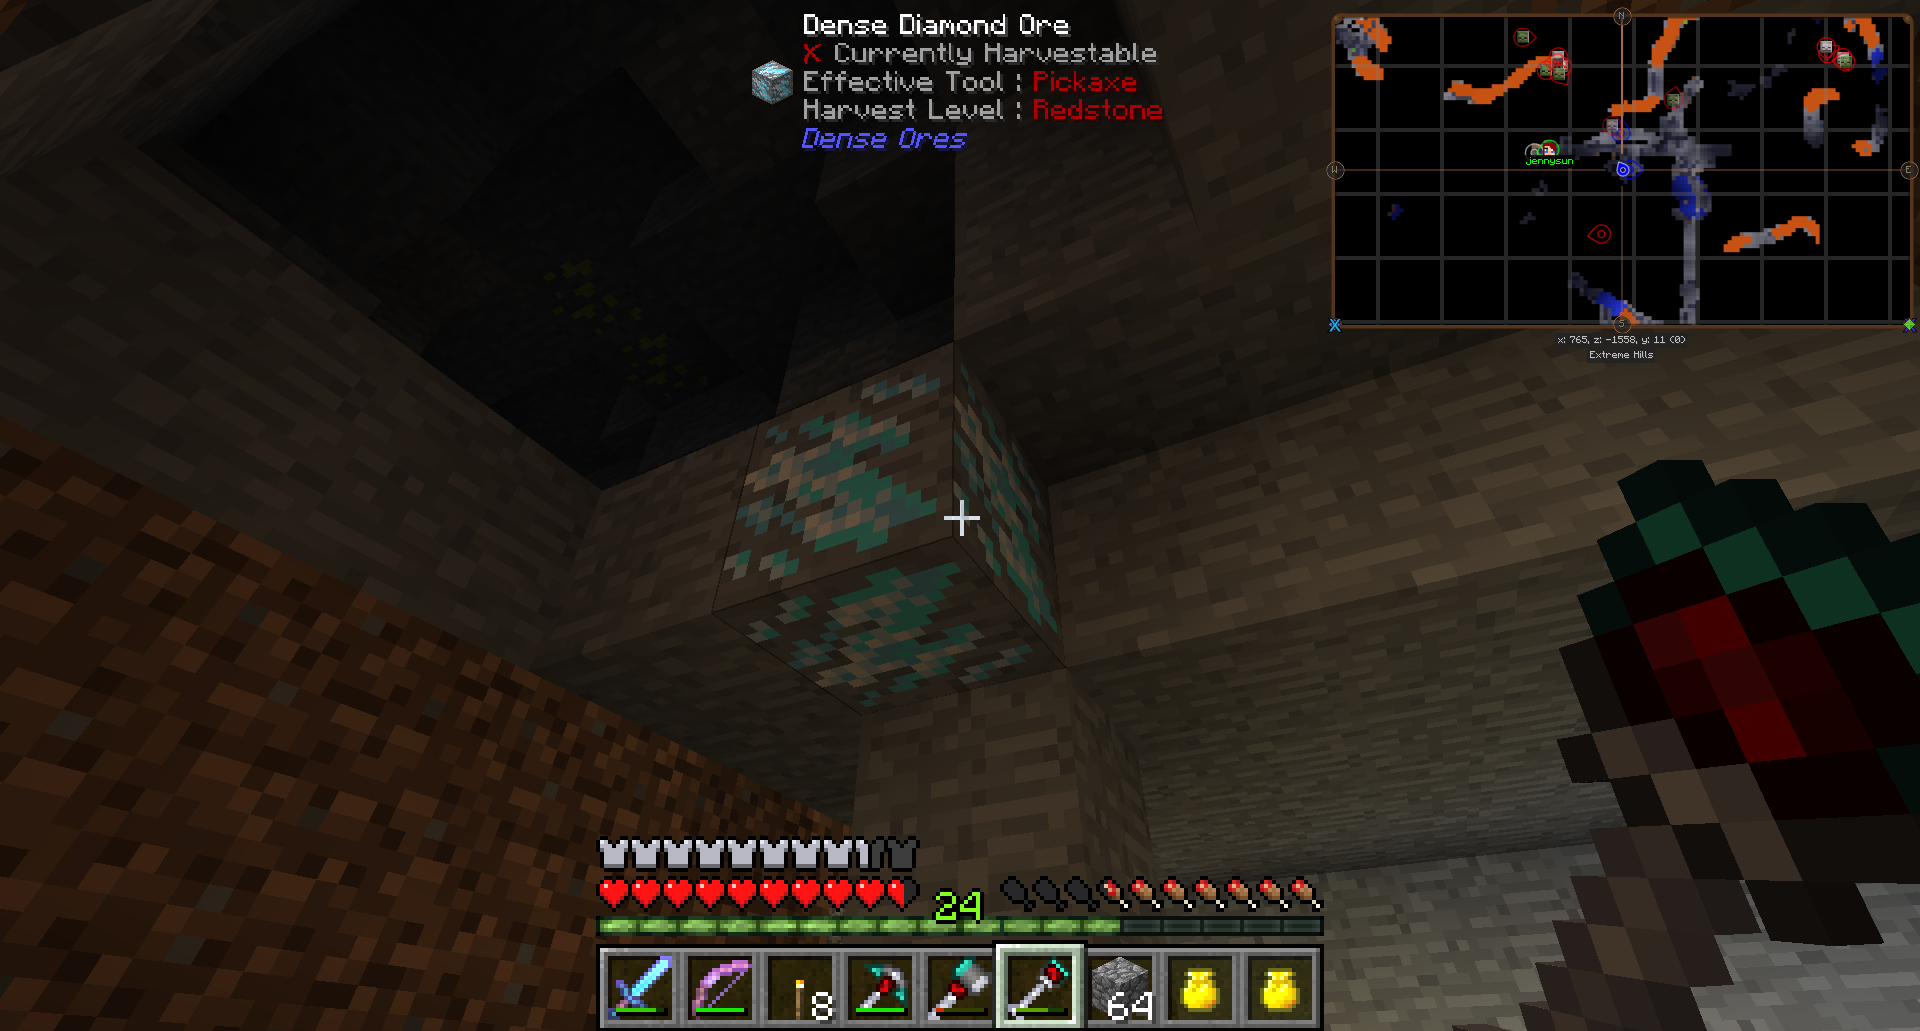 Dense Diamond Ore
X Currently Harvestable
Effective Tool : Pickaxe
Harvest Level : Redstone
Dense Ores
N
W
E
S
jennysun
x: 765, z: -1558, y: 11 (0)
Extreme Hills
24
8
64